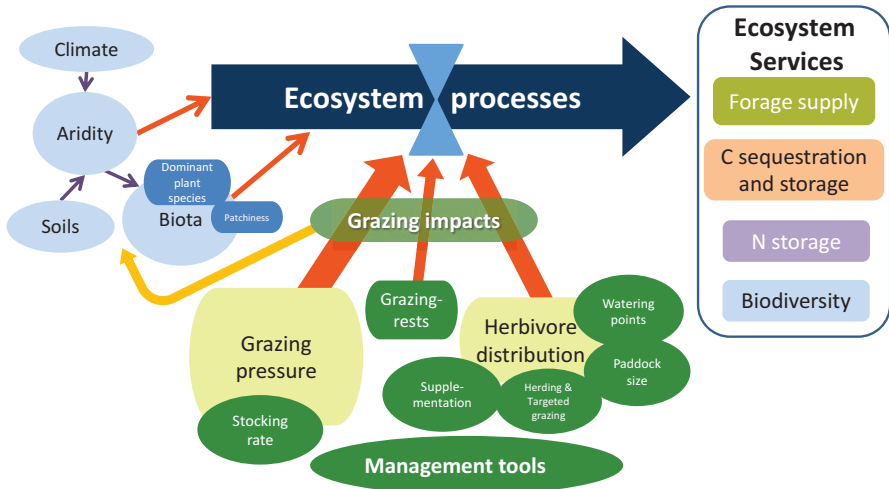 Climate
Aridity
Soils
Dominant
plant
species
Biota
Patchiness
Ecosystem processes
Grazing impacts
Grazing
pressure
Stocking
rate
Grazing-
rests
Herbivore
distribution
Watering
points
Paddock
size
Supple-
mentation
Herding &
Targeted
grazing
Management tools
Ecosystem
Services
Forage supply
C sequestration
and storage
N storage
Biodiversity